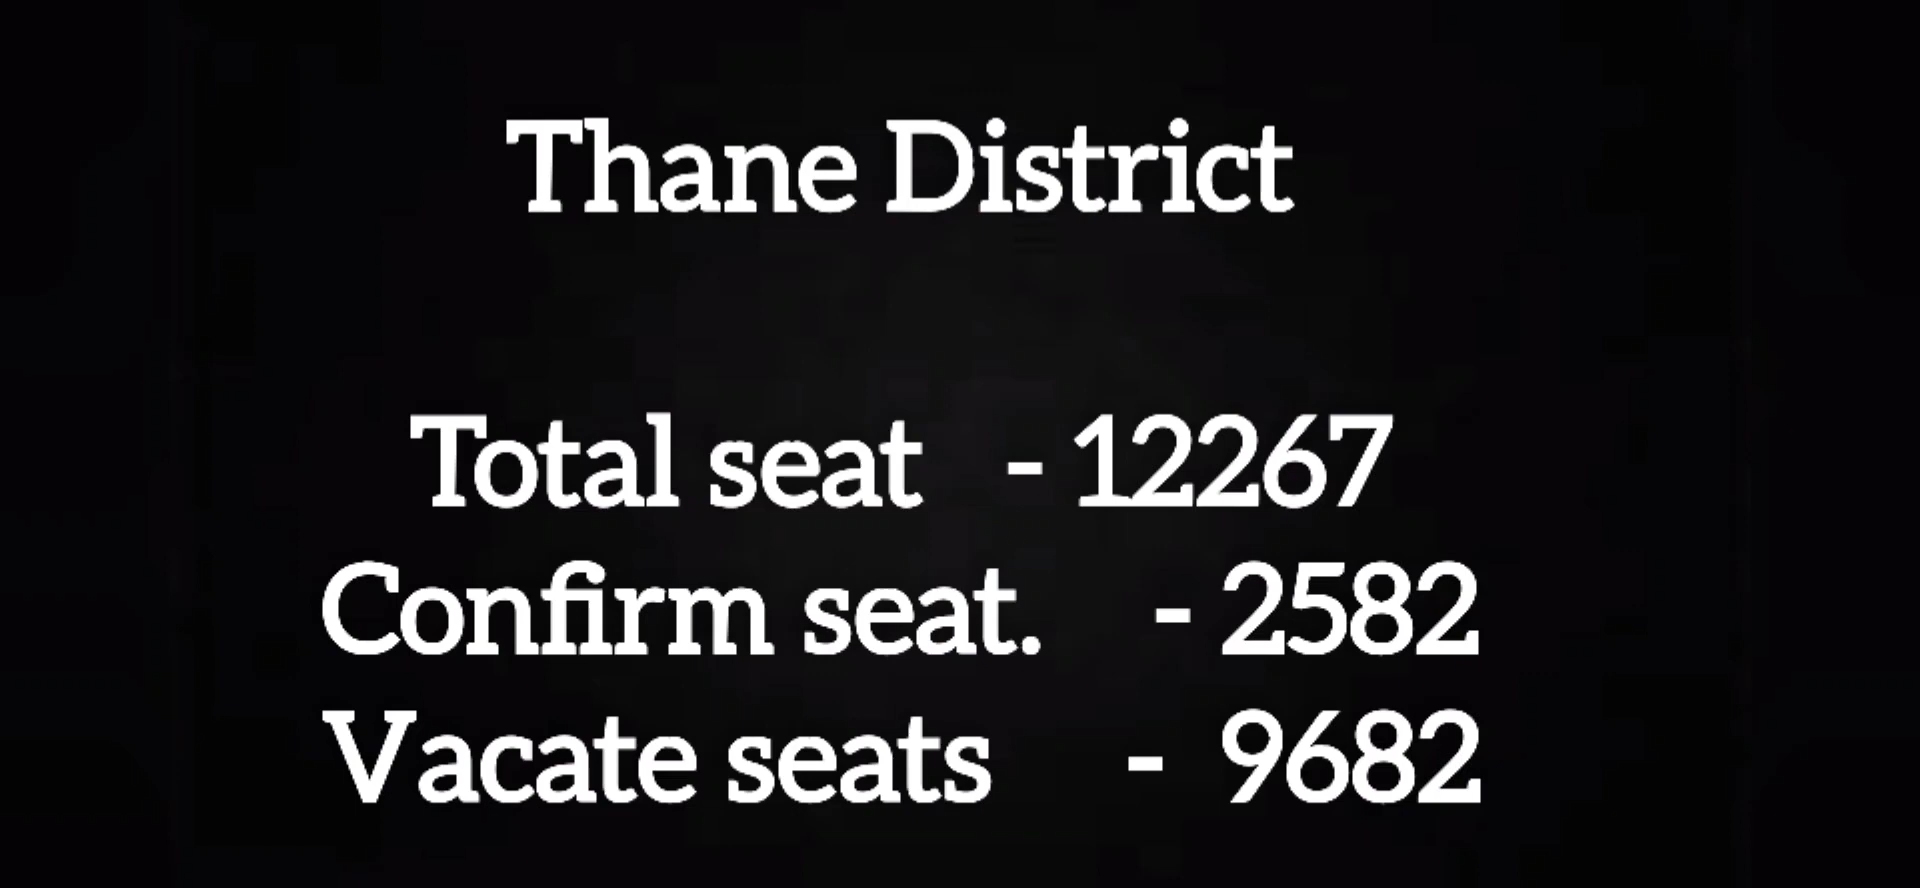 Thane District
Total seat - 12267
Confirm seat. - 2582
Vacate seats - 9682